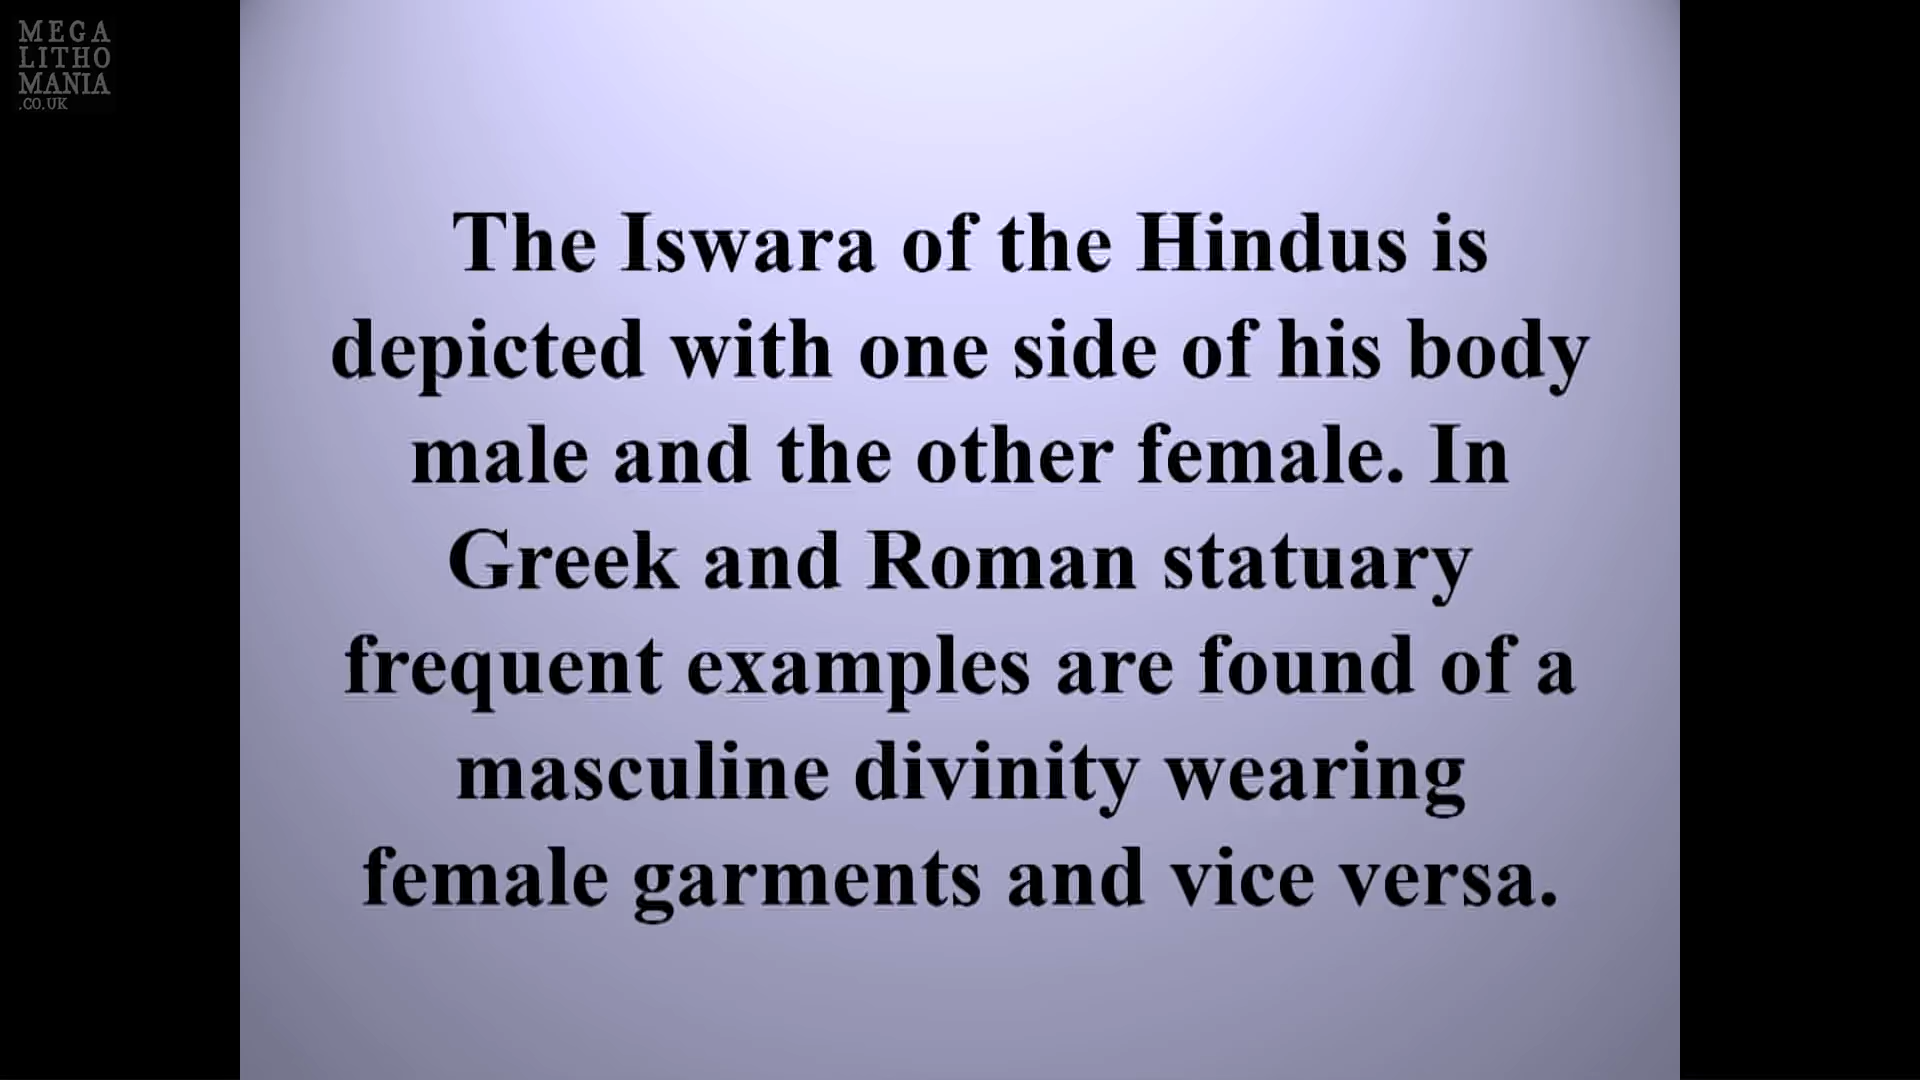 MEGA
LITHO
MANIA
.CO.UK
The Iswara of the Hindus is
depicted with one side of his body
male and the other female. In
Greek and Roman statuary
frequent examples are found of a
masculine divinity wearing
female garments and vice versa.